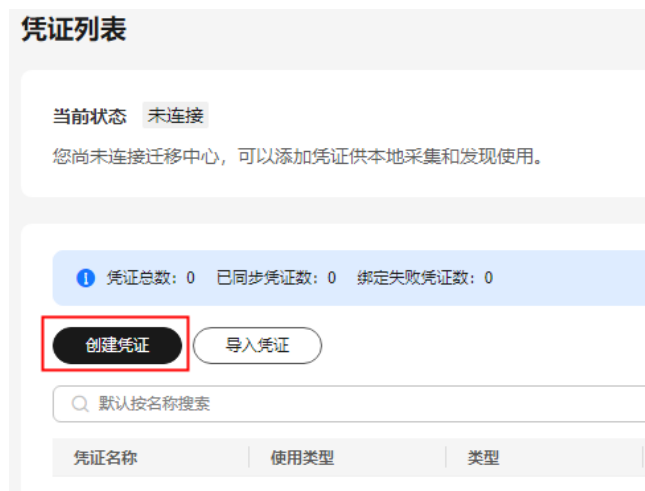 凭证列表
当前状态 未连接
您尚未连接迁移中心，可以添加凭证供本地采集和发现使用。
凭证总数：0 已同步凭证数：0 绑定失败凭证数：0
创建凭证 导入凭证
默认按名称搜索
凭证名称 使用类型 类型